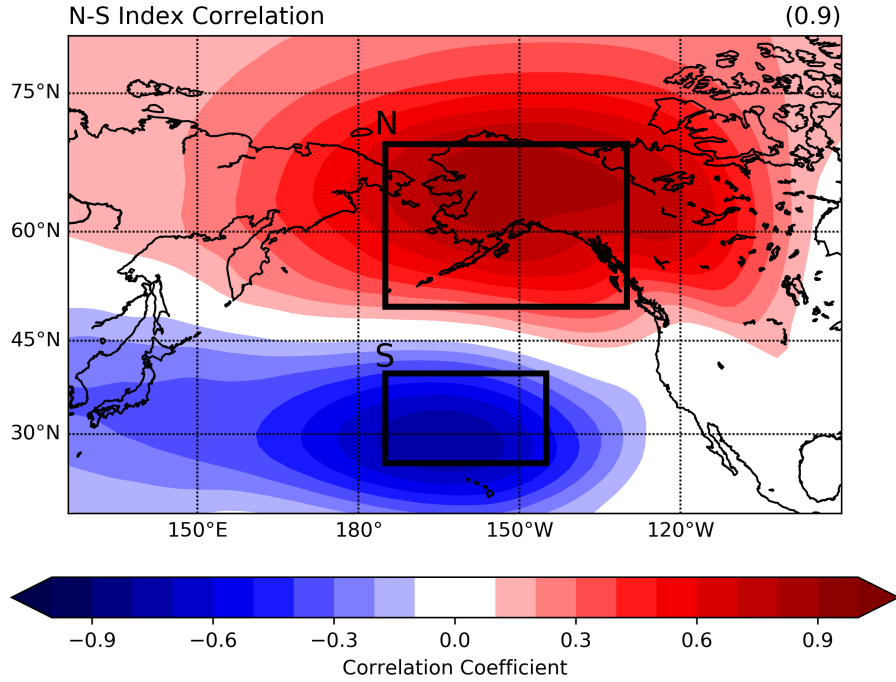 N-S Index Correlation (0.9)
75°N
N
60°N
45°N
S
30°N
150°E 180° 150°W 120°W
−0.9 −0.6 −0.3 0.0 0.3 0.6 0.9
Correlation Coefficient